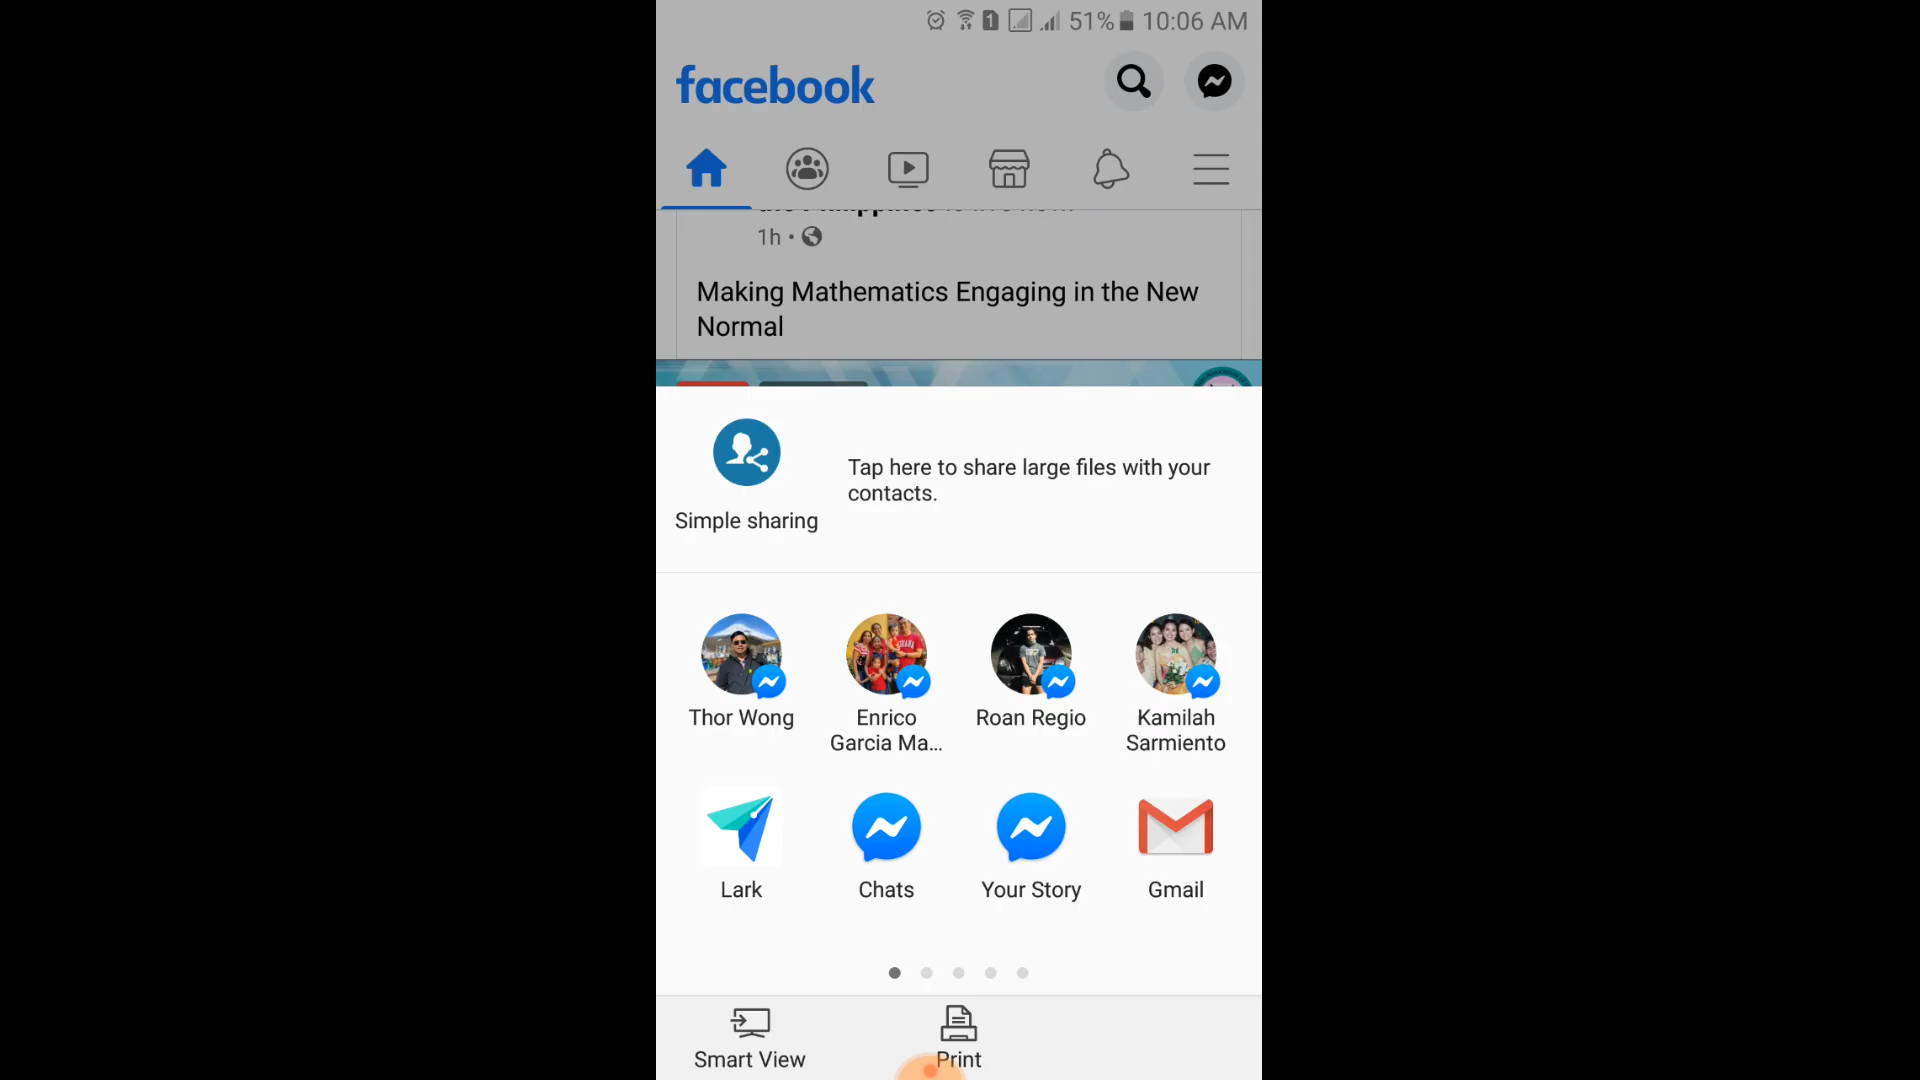 1 51% 10:06 AM
facebook
1h •
Making Mathematics Engaging in the New
Normal
Tap here to share large files with your
contacts.
Simple sharing
Thor Wong
Enrico
Garcia Ma...
Roan Regio
Kamilah
Sarmiento
Lark
Chats
Your Story
Gmail
Smart View
Print